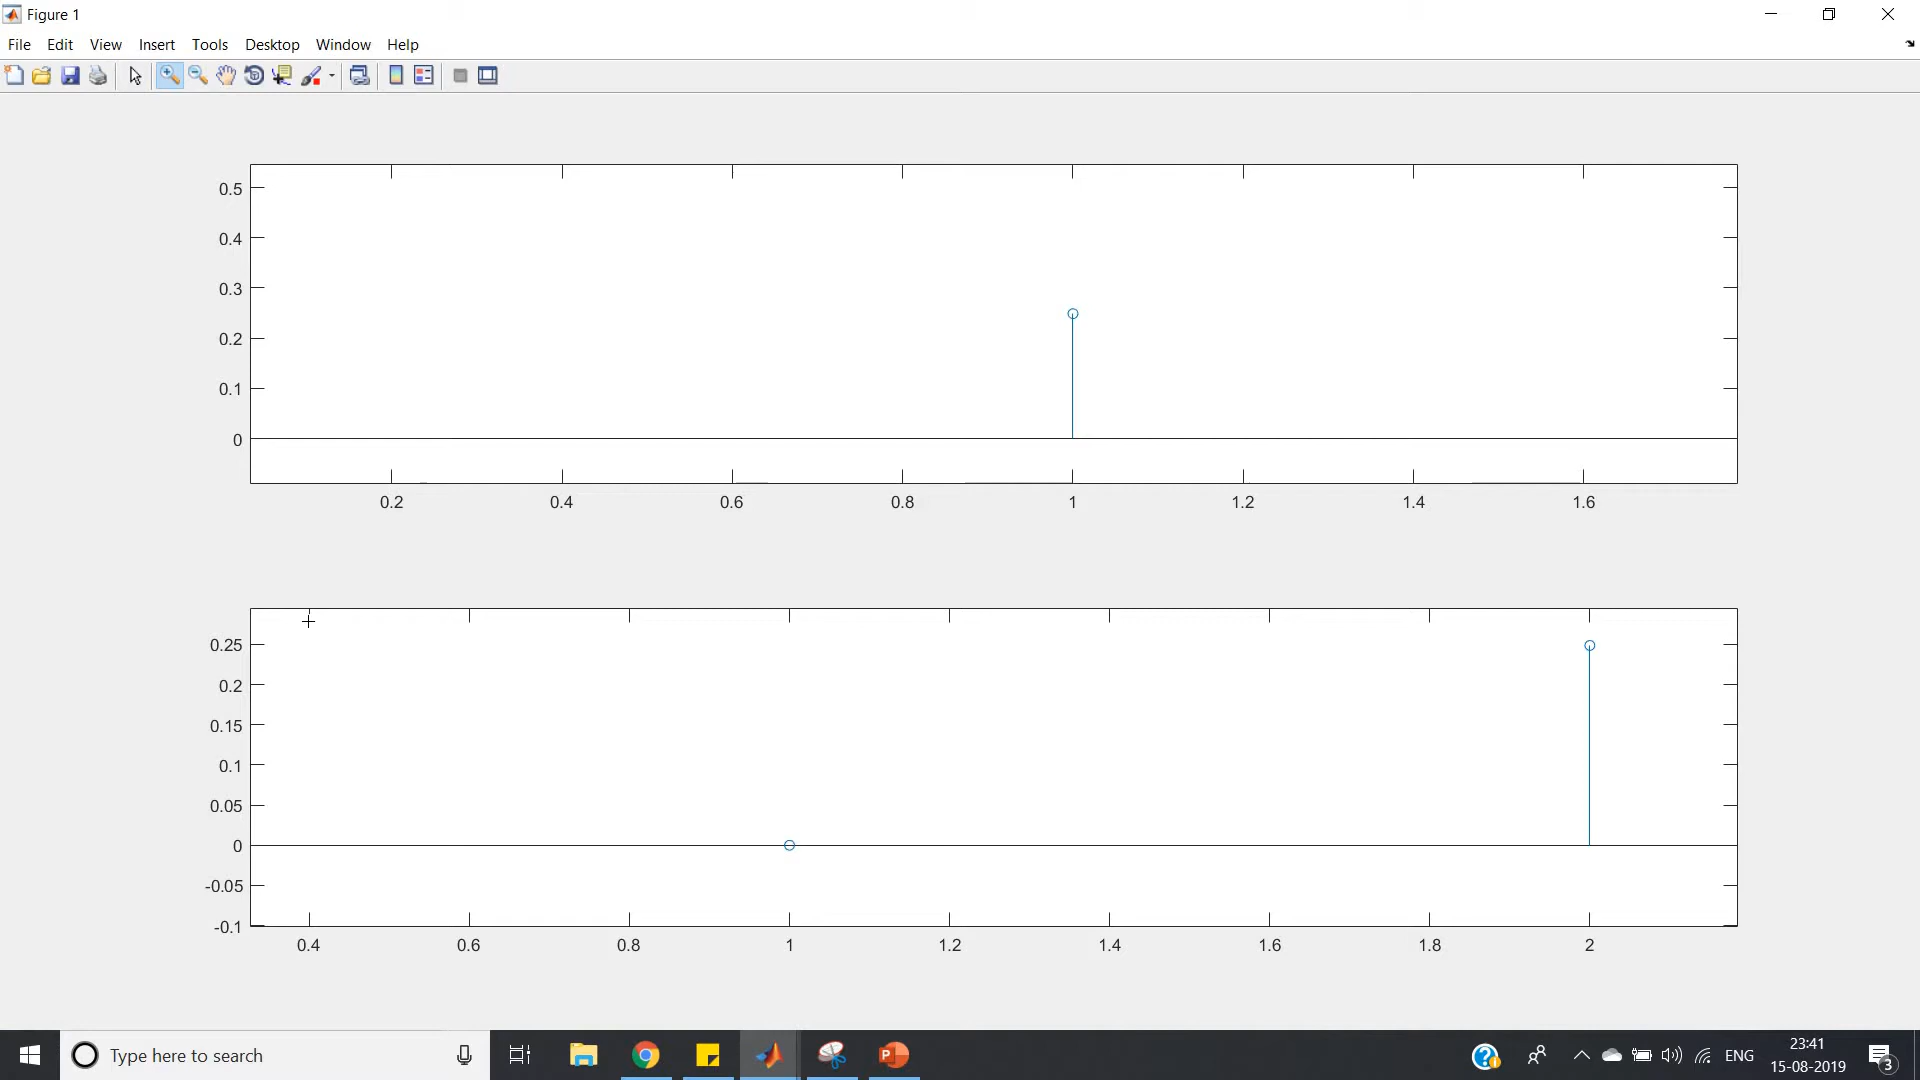 Figure 1
File Edit View Insert Tools Desktop Window Help
0.5
0.4
0.3
0.2
0.1
0
0.2 0.4 0.6 0.8 1 1.2 1.4 1.6
0.25
0.2
0.15
0.1
0.05
0
-0.05
-0.1
0.4 0.6 0.8 1 1.2 1.4 1.6 1.8 2
Type here to search
P
ENG
23:41
15-08-2019
3